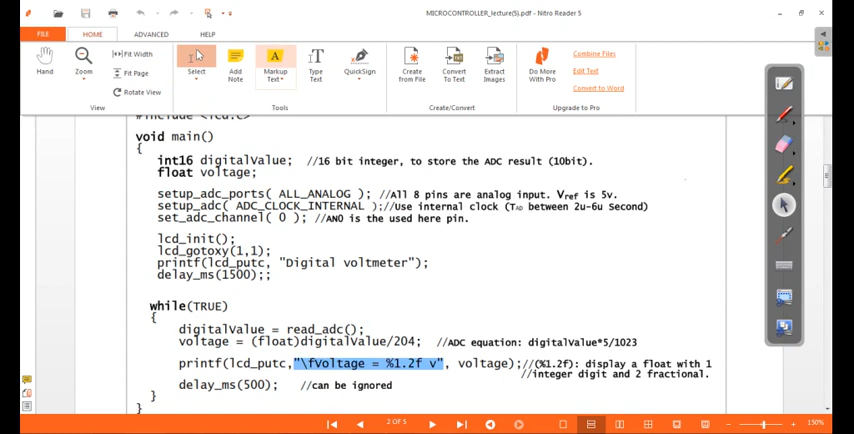 MICROCONTROLLER_lecture(5).pdf - Nitro Reader 5
FILE HOME ADVANCED HELP
Hand
Zoom
Fit Width
Fit Page
Rotate View
View
Select
Add Note
Markup Text
Type Text
QuickSign
Tools
Create from File
Convert To Text
Extract Images
Create/Convert
Do More With Pro
Combine Files
Edit Text
Convert to Word
Upgrade to Pro
#include <lcd.c>
void main()
{
int16 digitalValue; //16 bit integer, to store the ADC result (10bit).
float voltage;
setup_adc_ports( ALL_ANALOG ); //All 8 pins are analog input. Vref is 5v.
setup_adc( ADC_CLOCK_INTERNAL );//Use internal clock (TAD between 2u-6u Second)
set_adc_channel( 0 ); //AN0 is the used here pin.
lcd_init();
lcd_gotoxy(1,1);
printf(lcd_putc, "Digital voltmeter");
delay_ms(1500);;
while(TRUE)
{
digitalValue = read_adc();
voltage = (float)digitalValue/204; //ADC equation: digitalValue*5/1023
printf(lcd_putc,"\fVoltage = %1.2f v", voltage);//(%1.2f): display a float with 1
//integer digit and 2 fractional.
delay_ms(500); //can be ignored
}
}
2 OF 5
150%